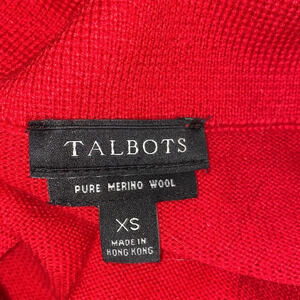 TALBOTS
PURE MERINO WOOL
XS
MADE IN
HONG KONG